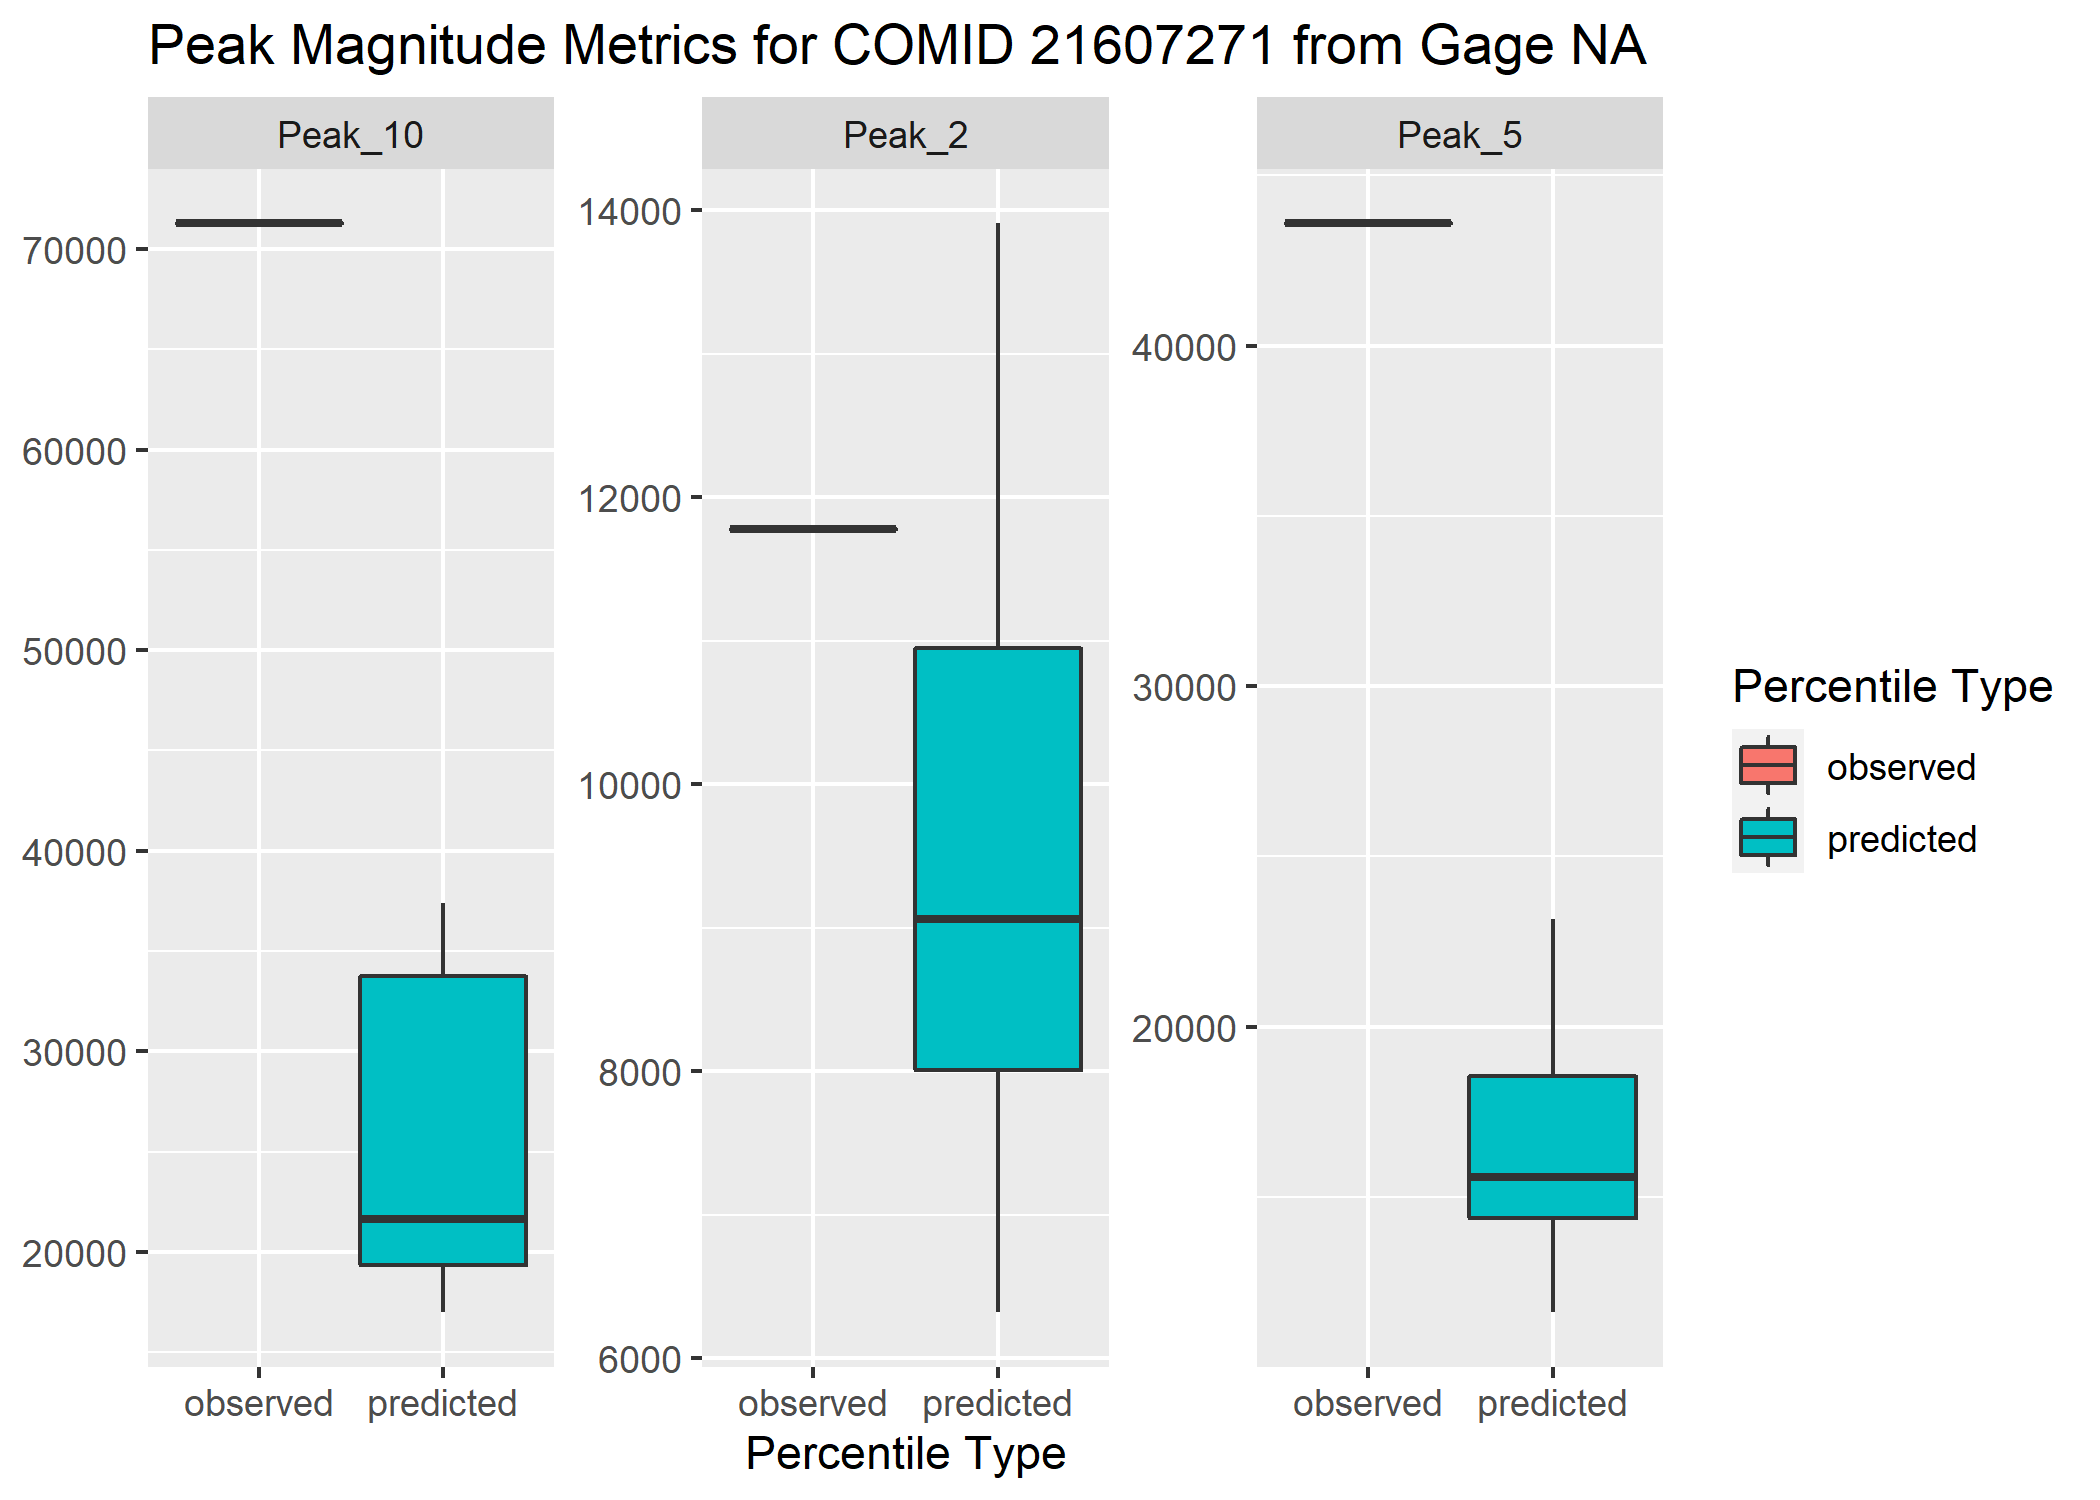 Peak Magnitude Metrics for COMID 21607271 from Gage NA
Peak_10
Peak_2
Peak_5
70000
60000
50000
40000
30000
20000
14000
12000
10000
8000
6000
40000
30000
20000
observed predicted
observed predicted
observed predicted
Percentile Type
Percentile Type
observed
predicted